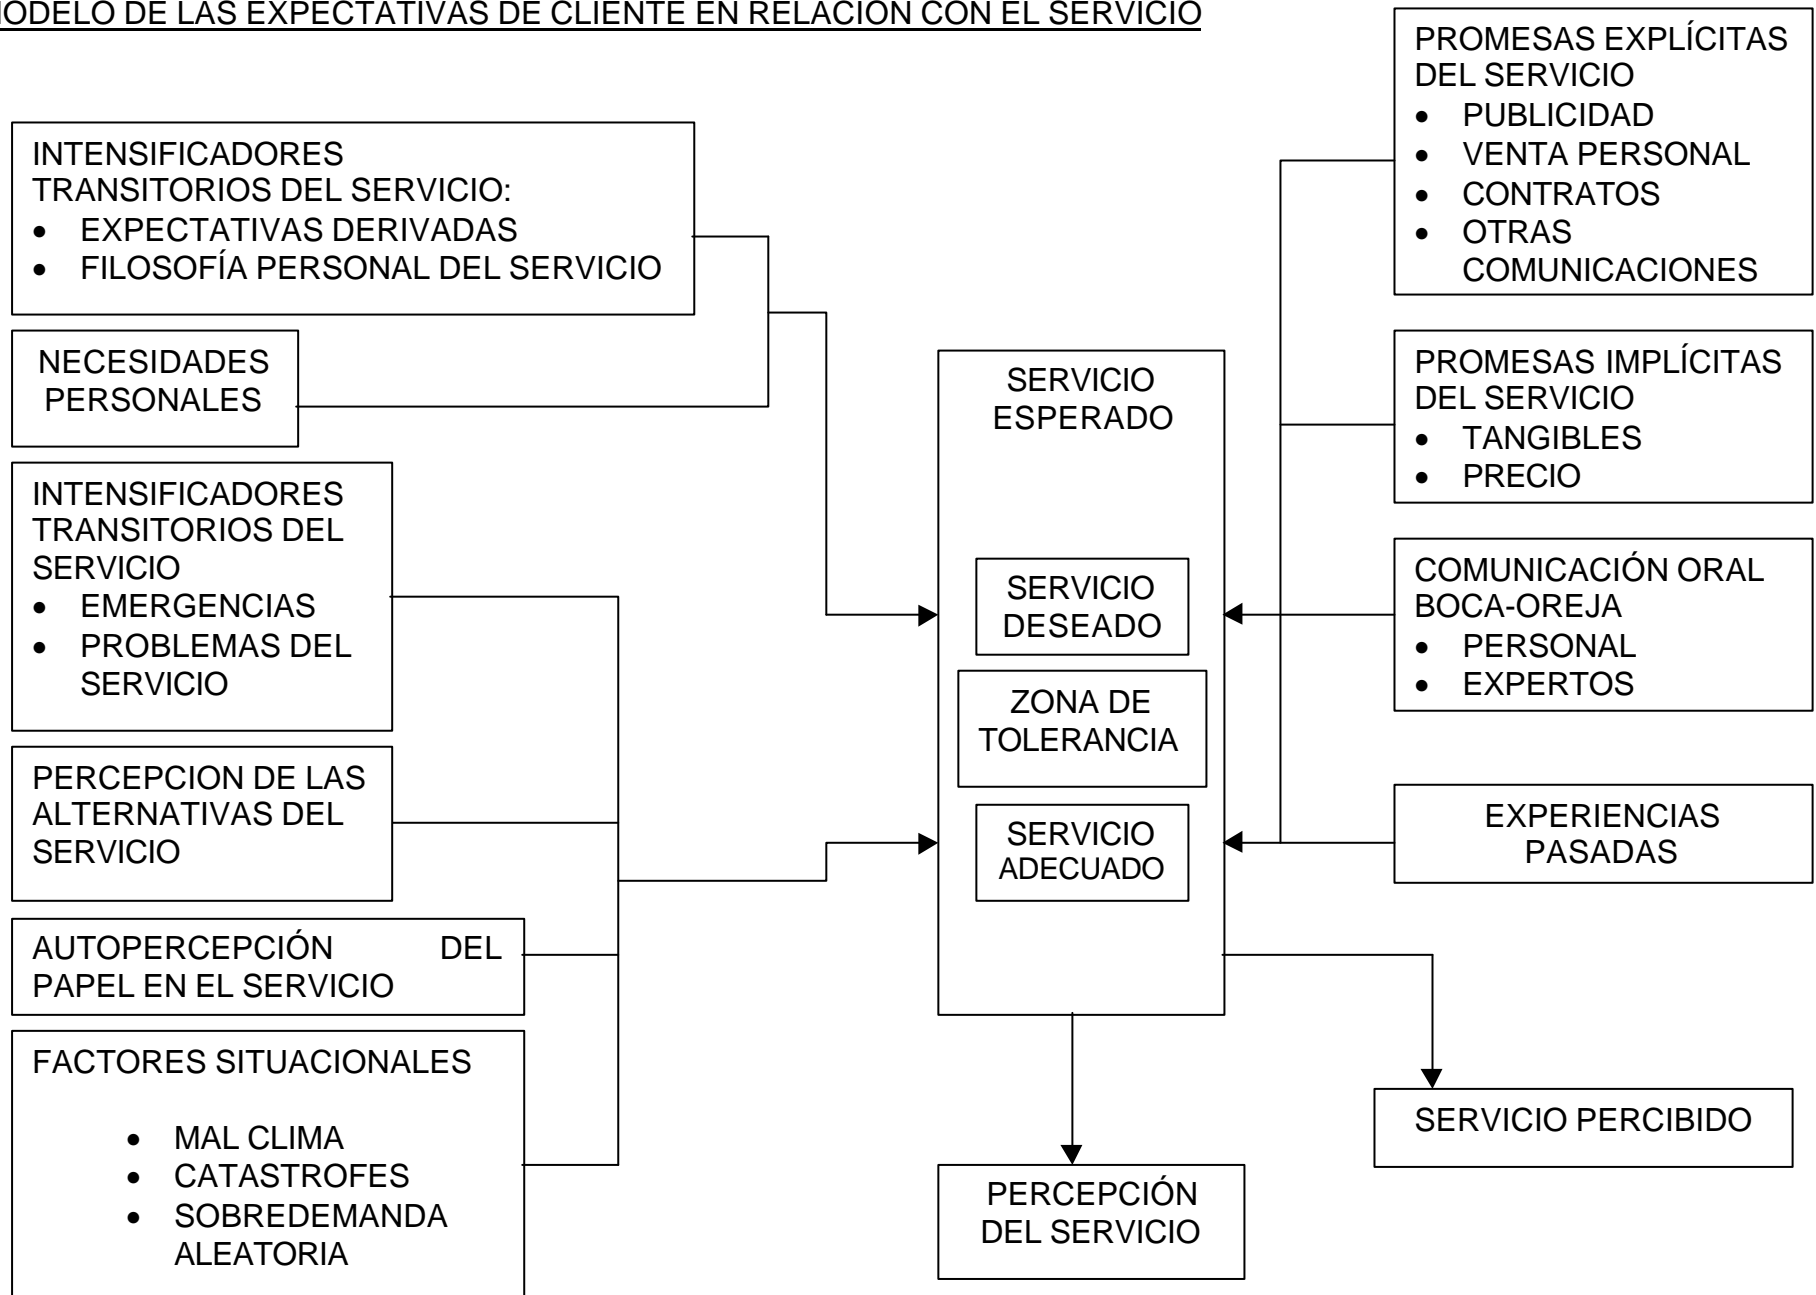 MODELO DE LAS EXPECTATIVAS DE CLIENTE EN RELACIÓN CON EL SERVICIO
INTENSIFICADORES
TRANSITORIOS DEL SERVICIO:
• EXPECTATIVAS DERIVADAS
• FILOSOFÍA PERSONAL DEL SERVICIO
NECESIDADES
PERSONALES
INTENSIFICADORES
TRANSITORIOS DEL
SERVICIO
• EMERGENCIAS
• PROBLEMAS DEL
SERVICIO
PERCEPCION DE LAS
ALTERNATIVAS DEL
SERVICIO
AUTOPERCEPCIÓN DEL
PAPEL EN EL SERVICIO
FACTORES SITUACIONALES
• MAL CLIMA
• CATASTROFES
• SOBREDEMANDA
ALEATORIA
SERVICIO
ESPERADO
SERVICIO
DESEADO
ZONA DE
TOLERANCIA
SERVICIO
ADECUADO
PERCEPCIÓN
DEL SERVICIO
PROMESAS EXPLÍCITAS
DEL SERVICIO
• PUBLICIDAD
• VENTA PERSONAL
• CONTRATOS
• OTRAS
COMUNICACIONES
PROMESAS IMPLÍCITAS
DEL SERVICIO
• TANGIBLES
• PRECIO
COMUNICACIÓN ORAL
BOCA-OREJA
• PERSONAL
• EXPERTOS
EXPERIENCIAS
PASADAS
SERVICIO PERCIBIDO